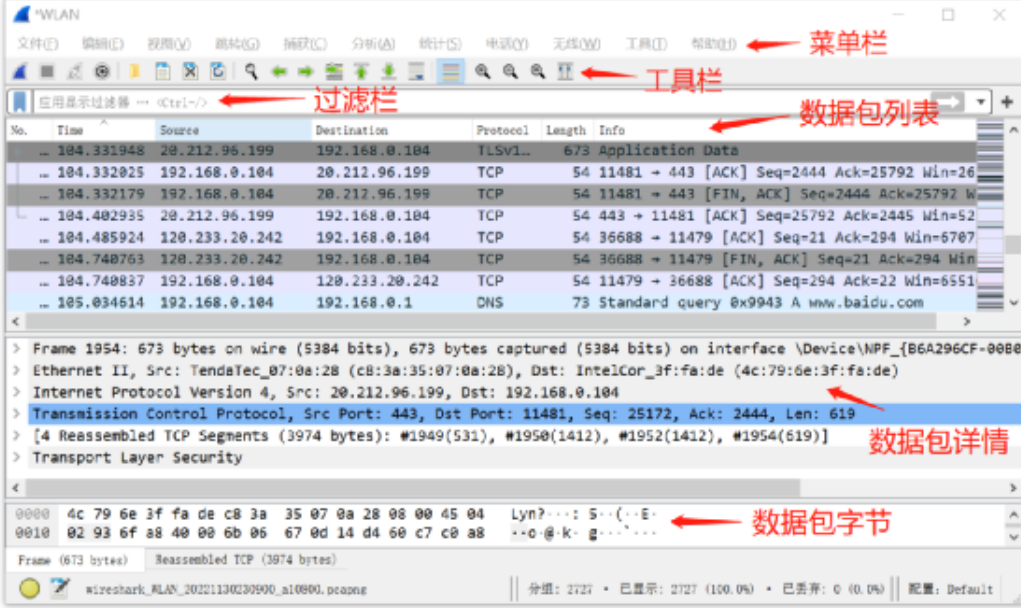 *WLAN
文件(F) 编辑(E) 视图(V) 跳转(G) 捕获(C) 分析(A) 统计(S) 电话(Y) 无线(W) 工具(T) 帮助(H) 菜单栏
工具栏
应用显示过滤器 … <Ctrl-/> 过滤栏
数据包列表
No. Time Source Destination Protocol Length Info
… 104.331948 20.212.96.199 192.168.0.104 TLSv1… 673 Application Data
… 104.332025 192.168.0.104 20.212.96.199 TCP 54 11481 → 443 [ACK] Seq=2444 Ack=25792 Win=26
… 104.332179 192.168.0.104 20.212.96.199 TCP 54 11481 → 443 [FIN, ACK] Seq=2444 Ack=25792 W
… 104.402935 20.212.96.199 192.168.0.104 TCP 54 443 → 11481 [ACK] Seq=25792 Ack=2445 Win=52
… 104.485924 120.233.20.242 192.168.0.104 TCP 54 36688 → 11479 [ACK] Seq=21 Ack=294 Win=6707
… 104.740763 120.233.20.242 192.168.0.104 TCP 54 36688 → 11479 [FIN, ACK] Seq=21 Ack=294 Win
… 104.740837 192.168.0.104 120.233.20.242 TCP 54 11479 → 36688 [ACK] Seq=294 Ack=22 Win=6551
… 105.034614 192.168.0.104 192.168.0.1 DNS 73 Standard query 0x9943 A www.baidu.com
Frame 1954: 673 bytes on wire (5384 bits), 673 bytes captured (5384 bits) on interface \Device\NPF_{B6A296CF-00B0
Ethernet II, Src: TendaTec_07:0a:28 (c8:3a:35:07:0a:28), Dst: IntelCor_3f:fa:de (4c:79:6e:3f:fa:de)
Internet Protocol Version 4, Src: 20.212.96.199, Dst: 192.168.0.104
Transmission Control Protocol, Src Port: 443, Dst Port: 11481, Seq: 25172, Ack: 2444, Len: 619
[4 Reassembled TCP Segments (3974 bytes): #1949(531), #1950(1412), #1952(1412), #1954(619)]
数据包详情
Transport Layer Security
0000 4c 79 6e 3f fa de c8 3a 35 07 0a 28 08 00 45 04 Lyn?···: 5··(··E·
0010 02 93 6f a8 40 00 6b 06 67 0d 14 d4 60 c7 c0 a8 ··o·@·k· g···`···
数据包字节
Frame (673 bytes) Reassembled TCP (3974 bytes)
wireshark_WLAN_20221130230900_a10800.pcapng 分组: 2727 · 已显示: 2727 (100.0%) · 已丢弃: 0 (0.0%) 配置: Default